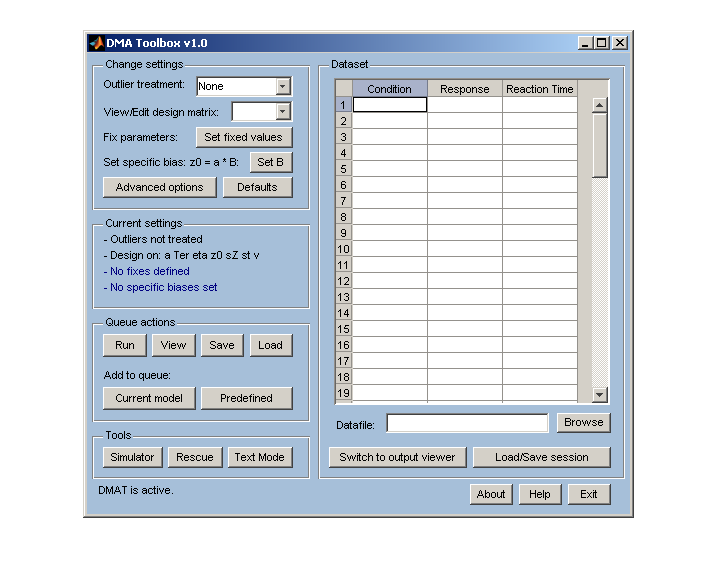 DMA Toolbox v1.0
Change settings
Outlier treatment: None
View/Edit design matrix:
Fix parameters: Set fixed values
Set specific bias: z0 = a * B: Set B
Advanced options Defaults
Current settings
- Outliers not treated
- Design on: a Ter eta z0 sZ st v
- No fixes defined
- No specific biases set
Queue actions
Run View Save Load
Add to queue:
Current model Predefined
Tools
Simulator Rescue Text Mode
DMAT is active.
Dataset
Condition Response Reaction Time
1
2
3
4
5
6
7
8
9
10
11
12
13
14
15
16
17
18
19
Datafile: Browse
Switch to output viewer Load/Save session
About Help Exit